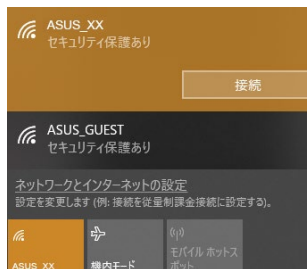 ASUS_XX
セキュリティ保護あり
接続
ASUS_GUEST
セキュリティ保護あり
ネットワークとインターネットの設定
設定を変更します (例: 接続を従量制課金接続に設定する)。
モバイル ホットス
ASUS_XX 機内モード ポット